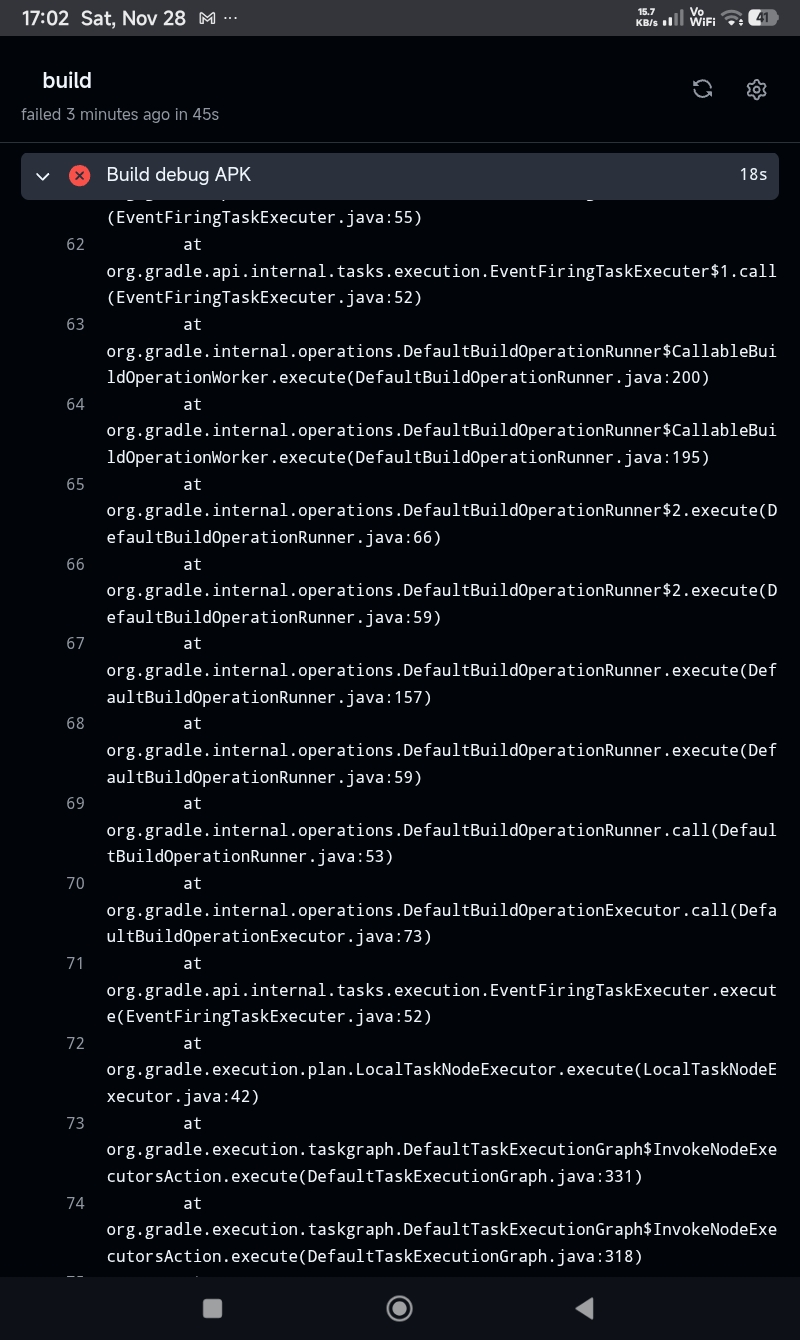 17:02 Sat, Nov 28 ···
15.7
KB/s
Vo
WiFi
41
build
failed 3 minutes ago in 45s
Build debug APK 18s
(EventFiringTaskExecuter.java:55)
62 at
org.gradle.api.internal.tasks.execution.EventFiringTaskExecuter$1.call
(EventFiringTaskExecuter.java:52)
63 at
org.gradle.internal.operations.DefaultBuildOperationRunner$CallableBui
ldOperationWorker.execute(DefaultBuildOperationRunner.java:200)
64 at
org.gradle.internal.operations.DefaultBuildOperationRunner$CallableBui
ldOperationWorker.execute(DefaultBuildOperationRunner.java:195)
65 at
org.gradle.internal.operations.DefaultBuildOperationRunner$2.execute(D
efaultBuildOperationRunner.java:66)
66 at
org.gradle.internal.operations.DefaultBuildOperationRunner$2.execute(D
efaultBuildOperationRunner.java:59)
67 at
org.gradle.internal.operations.DefaultBuildOperationRunner.execute(Def
aultBuildOperationRunner.java:157)
68 at
org.gradle.internal.operations.DefaultBuildOperationRunner.execute(Def
aultBuildOperationRunner.java:59)
69 at
org.gradle.internal.operations.DefaultBuildOperationRunner.call(Defaul
tBuildOperationRunner.java:53)
70 at
org.gradle.internal.operations.DefaultBuildOperationExecutor.call(Defa
ultBuildOperationExecutor.java:73)
71 at
org.gradle.api.internal.tasks.execution.EventFiringTaskExecuter.execut
e(EventFiringTaskExecuter.java:52)
72 at
org.gradle.execution.plan.LocalTaskNodeExecutor.execute(LocalTaskNodeE
xecutor.java:42)
73 at
org.gradle.execution.taskgraph.DefaultTaskExecutionGraph$InvokeNodeExe
cutorsAction.execute(DefaultTaskExecutionGraph.java:331)
74 at
org.gradle.execution.taskgraph.DefaultTaskExecutionGraph$InvokeNodeExe
cutorsAction.execute(DefaultTaskExecutionGraph.java:318)